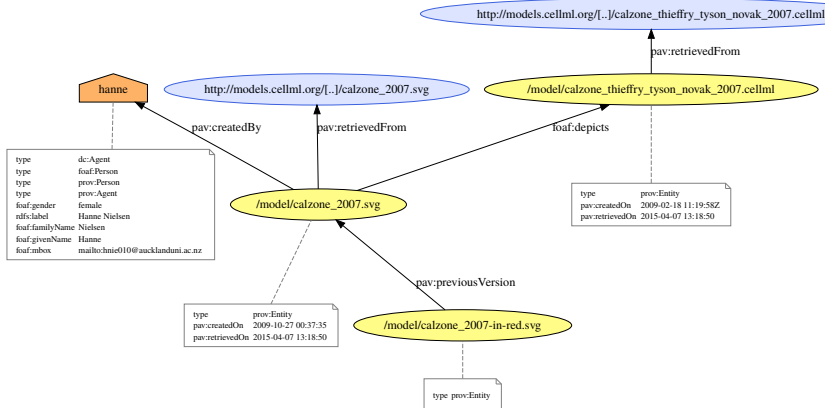 http://models.cellml.org/[..]/calzone_thieffry_tyson_novak_2007.cellml
pav:retrievedFrom
hanne
http://models.cellml.org/[..]/calzone_2007.svg
/model/calzone_thieffry_tyson_novak_2007.cellml
pav:createdBy
pav:retrievedFrom
foaf:depicts
type dc:Agent
type foaf:Person
type prov:Person
type prov:Agent
foaf:gender female
rdfs:label Hanne Nielsen
foaf:familyName Nielsen
foaf:givenName Hanne
foaf:mbox mailto:hnie010@aucklanduni.ac.nz
type prov:Entity
pav:createdOn 2009-02-18 11:19:58Z
pav:retrievedOn 2015-04-07 13:18:50
/model/calzone_2007.svg
pav:previousVersion
type prov:Entity
pav:createdOn 2009-10-27 00:37:35
pav:retrievedOn 2015-04-07 13:18:50
/model/calzone_2007-in-red.svg
type prov:Entity